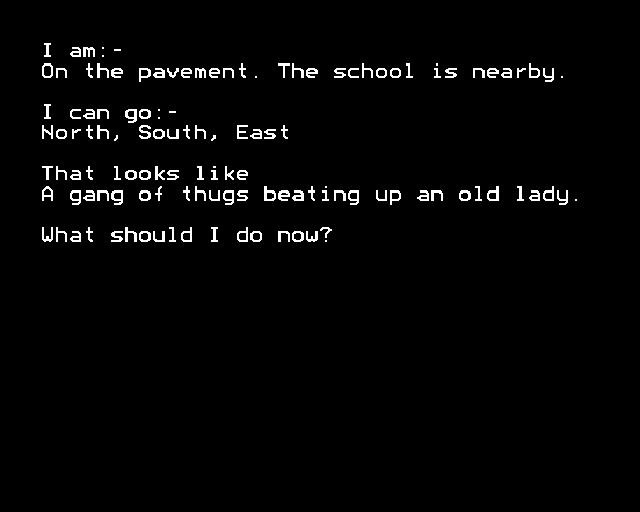 I am:-
On the pavement. The school is nearby.
I can go:-
North, South, East
That looks like
A gang of thugs beating up an old lady.
What should I do now?